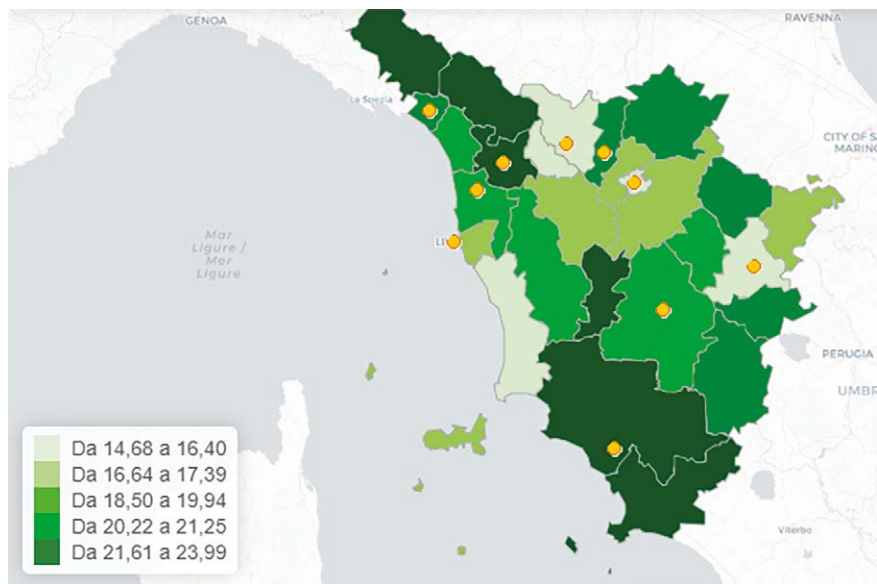 GENOA
RAVENNA
La Spezia
CITY OF S
MARINO
Mar
Ligure /
Mer
Ligure
LI
PERUGIA
UMBR
Viterbo
Da 14,68 a 16,40
Da 16,64 a 17,39
Da 18,50 a 19,94
Da 20,22 a 21,25
Da 21,61 a 23,99